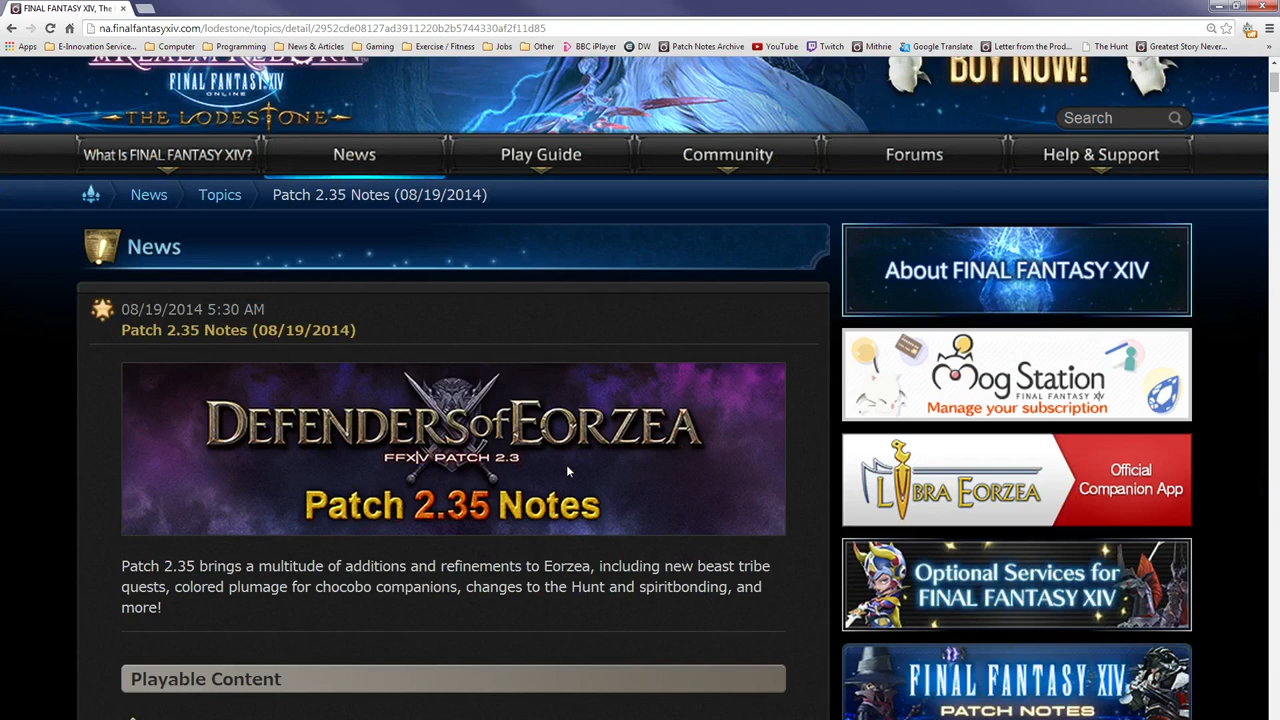 FINAL FANTASY XIV, The
na.finalfantasyxiv.com/lodestone/topics/detail/2952cde08127ad3911220b2b5744330af2f11d85
Apps
E-Innovation Service...
Computer
Programming
News & Articles
Gaming
Exercise / Fitness
Jobs
Other
BBC iPlayer
DW
Patch Notes Archive
YouTube
Twitch
Mithrie
Google Translate
Letter from the Prod...
The Hunt
Greatest Story Never...
»
A REALM REBORN
FINAL FANTASY XIV
ONLINE
THE LODESTONE
BUY NOW!
Search
What Is FINAL FANTASY XIV?
News
Play Guide
Community
Forums
Help & Support
News
Topics
Patch 2.35 Notes (08/19/2014)
News
08/19/2014 5:30 AM
Patch 2.35 Notes (08/19/2014)
DEFENDERS of EORZEA
FFXIV PATCH 2.3
Patch 2.35 Notes
Patch 2.35 brings a multitude of additions and refinements to Eorzea, including new beast tribe
quests, colored plumage for chocobo companions, changes to the Hunt and spiritbonding, and
more!
Playable Content
About FINAL FANTASY XIV
Mog Station
FINAL FANTASY XIV
Manage your subscription
LIBRA EORZEA
Official
Companion App
Optional Services for
FINAL FANTASY XIV
FINAL FANTASY XIV
PATCH NOTES